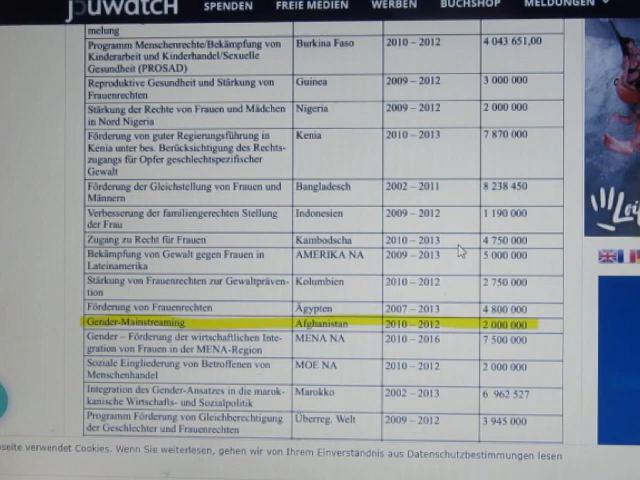 jouwatch SPENDEN FREIE MEDIEN WERBEN BUCHSHOP MELDUNGEN
melung
Programm Menschenrechte/Bekämpfung von Burkina Faso 2010 – 2012 4 043 651,00
Kinderarbeit und Kinderhandel/Sexuelle
Gesundheit (PROSAD)
Reproduktive Gesundheit und Stärkung von Guinea 2009 – 2012 3 000 000
Frauenrechten
Stärkung der Rechte von Frauen und Mädchen Nigeria 2009 – 2012 2 000 000
in Nord Nigeria
Förderung von guter Regierungsführung in Kenia 2010 – 2013 7 870 000
Kenia unter bes. Berücksichtigung des Rechts-
zugangs für Opfer geschlechtspezifischer
Gewalt
Förderung der Gleichstellung von Frauen und Bangladesch 2002 – 2011 8 238 450
Männern
Verbesserung der familiengerechten Stellung Indonesien 2009 – 2012 1 190 000
der Frau
Zugang zu Recht für Frauen Kambodscha 2010 – 2013 4 750 000
Bekämpfung von Gewalt gegen Frauen in AMERIKA NA 2009 – 2013 5 000 000
Lateinamerika
Stärkung von Frauenrechten zur Gewaltpräven- Kolumbien 2010 – 2012 2 750 000
tion
Förderung von Frauenrechten Ägypten 2007 – 2013 4 800 000
Gender-Mainstreaming Afghanistan 2010 – 2012 2 000 000
Gender – Förderung der wirtschaftlichen Inte- MENA NA 2010 – 2016 7 500 000
gration von Frauen in der MENA-Region
Soziale Eingliederung von Betroffenen von MOE NA 2010 – 2012 2 000 000
Menschenhandel
Integration des Gender-Ansatzes in die marok- Marokko 2002 – 2013 6 962 527
kanische Wirtschafts- und Sozialpolitik
Programm Förderung von Gleichberechtigung Überreg. Welt 2009 – 2012 3 945 000
der Geschlechter und Frauenrechten
seite verwendet Cookies. Wenn Sie weiterlesen, gehen wir von Ihrem Einverständnis aus Datenschutzbestimmungen lesen